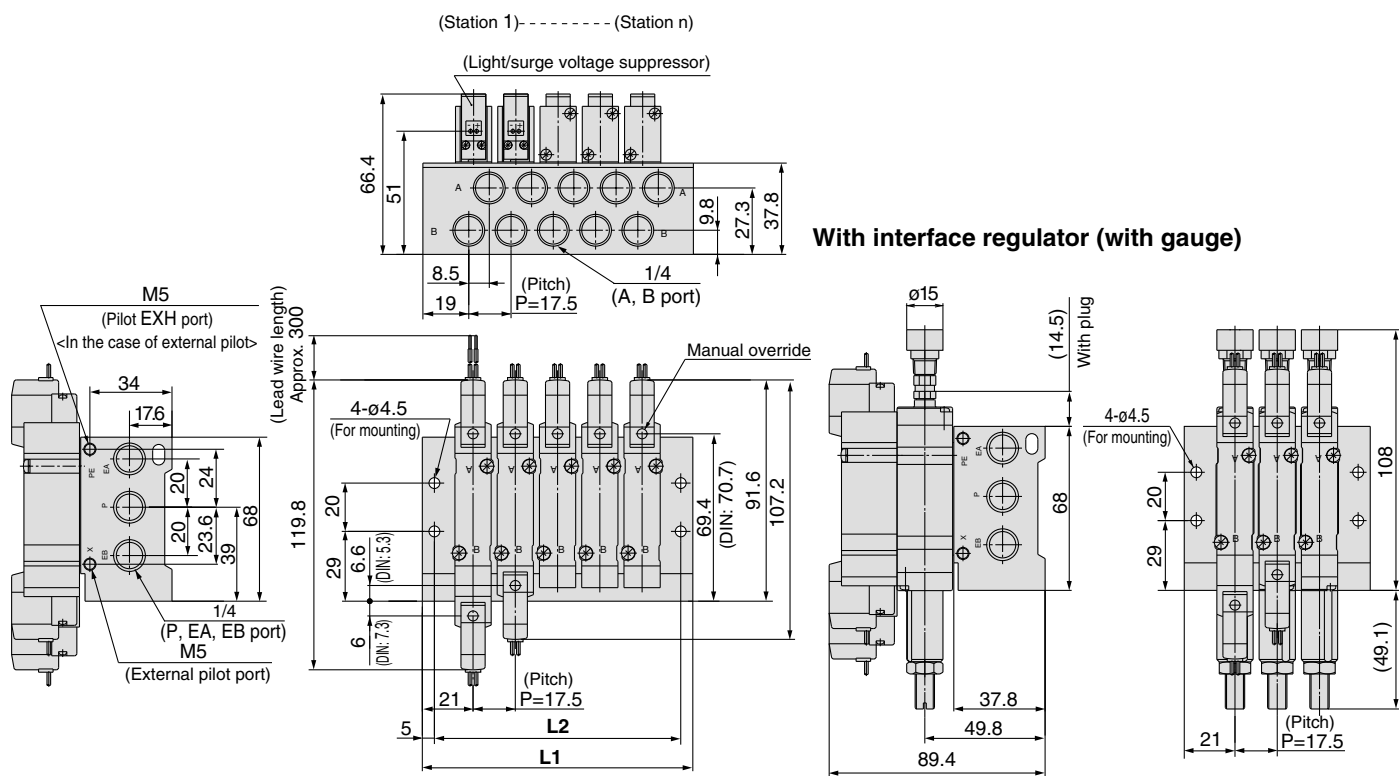 (Station 1)---------(Station n)
(Light/surge voltage suppressor)
66.4
51
A
A
B
B
9.8
27.3
37.8
8.5
19
(Pitch)
P=17.5
1/4
(A, B port)
With interface regulator (with gauge)
M5
(Pilot EXH port)
<In the case of external pilot>
34
17.6
PE
EA
P
X
EB
20
20
24
23.6
39
68
1/4
(P, EA, EB port)
M5
(External pilot port)
(Lead wire length)
Approx. 300
Manual override
4-ø4.5
(For mounting)
119.8
20
29
6.6
(DIN: 5.3)
6
(DIN: 7.3)
A A A A A
B B B B B
69.4
(DIN: 70.7)
91.6
107.2
21
(Pitch)
P=17.5
5
L2
L1
ø15
(14.5)
With plug
PE
EA
P
X
EB
68
37.8
49.8
89.4
4-ø4.5
(For mounting)
20
29
A A A
B B B
108
(49.1)
21
(Pitch)
P=17.5